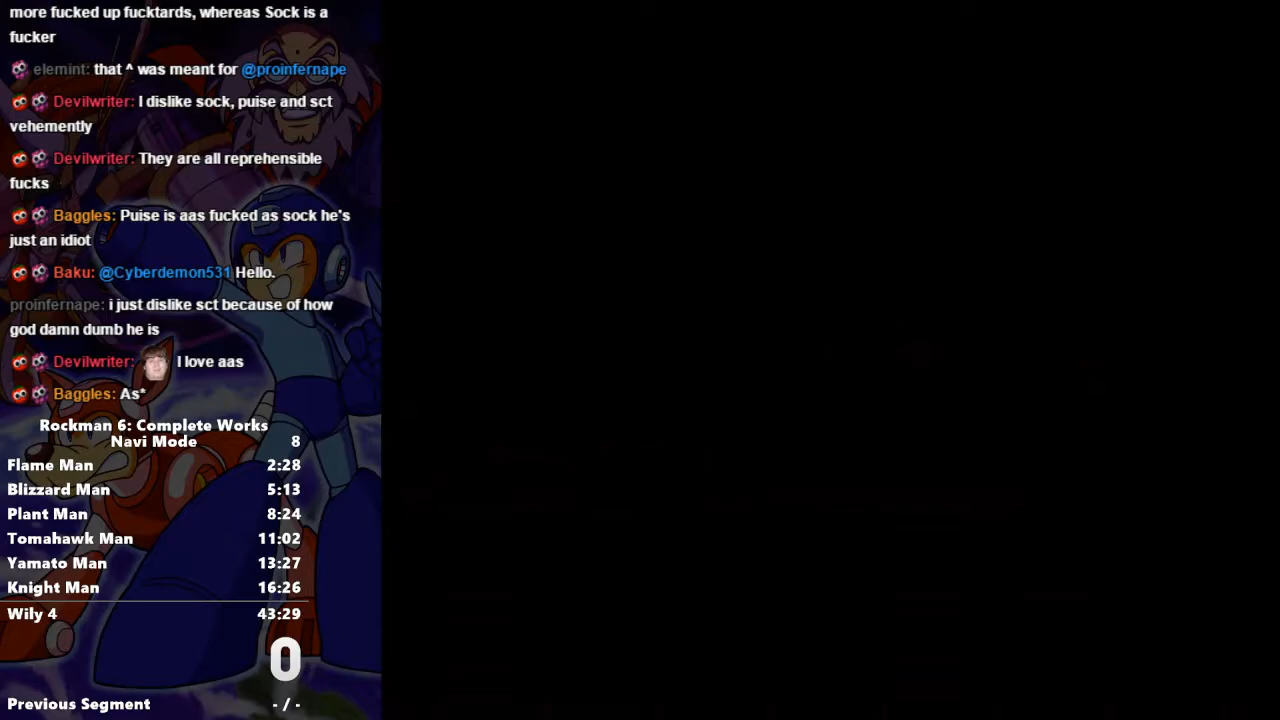 more fucked up fucktards, whereas Sock is a
fucker
elemint: that ^ was meant for @proinfernape
Devilwriter: I dislike sock, puise and sct
vehemently
Devilwriter: They are all reprehensible
fucks
Baggles: Puise is aas fucked as sock he's
just an idiot
Baku: @Cyberdemon531 Hello.
proinfernape: i just dislike sct because of how
god damn dumb he is
Devilwriter: I love aas
Baggles: As*
Rockman 6: Complete Works
Navi Mode 8
Flame Man 2:28
Blizzard Man 5:13
Plant Man 8:24
Tomahawk Man 11:02
Yamato Man 13:27
Knight Man 16:26
Wily 4 43:29
0
Previous Segment - / -